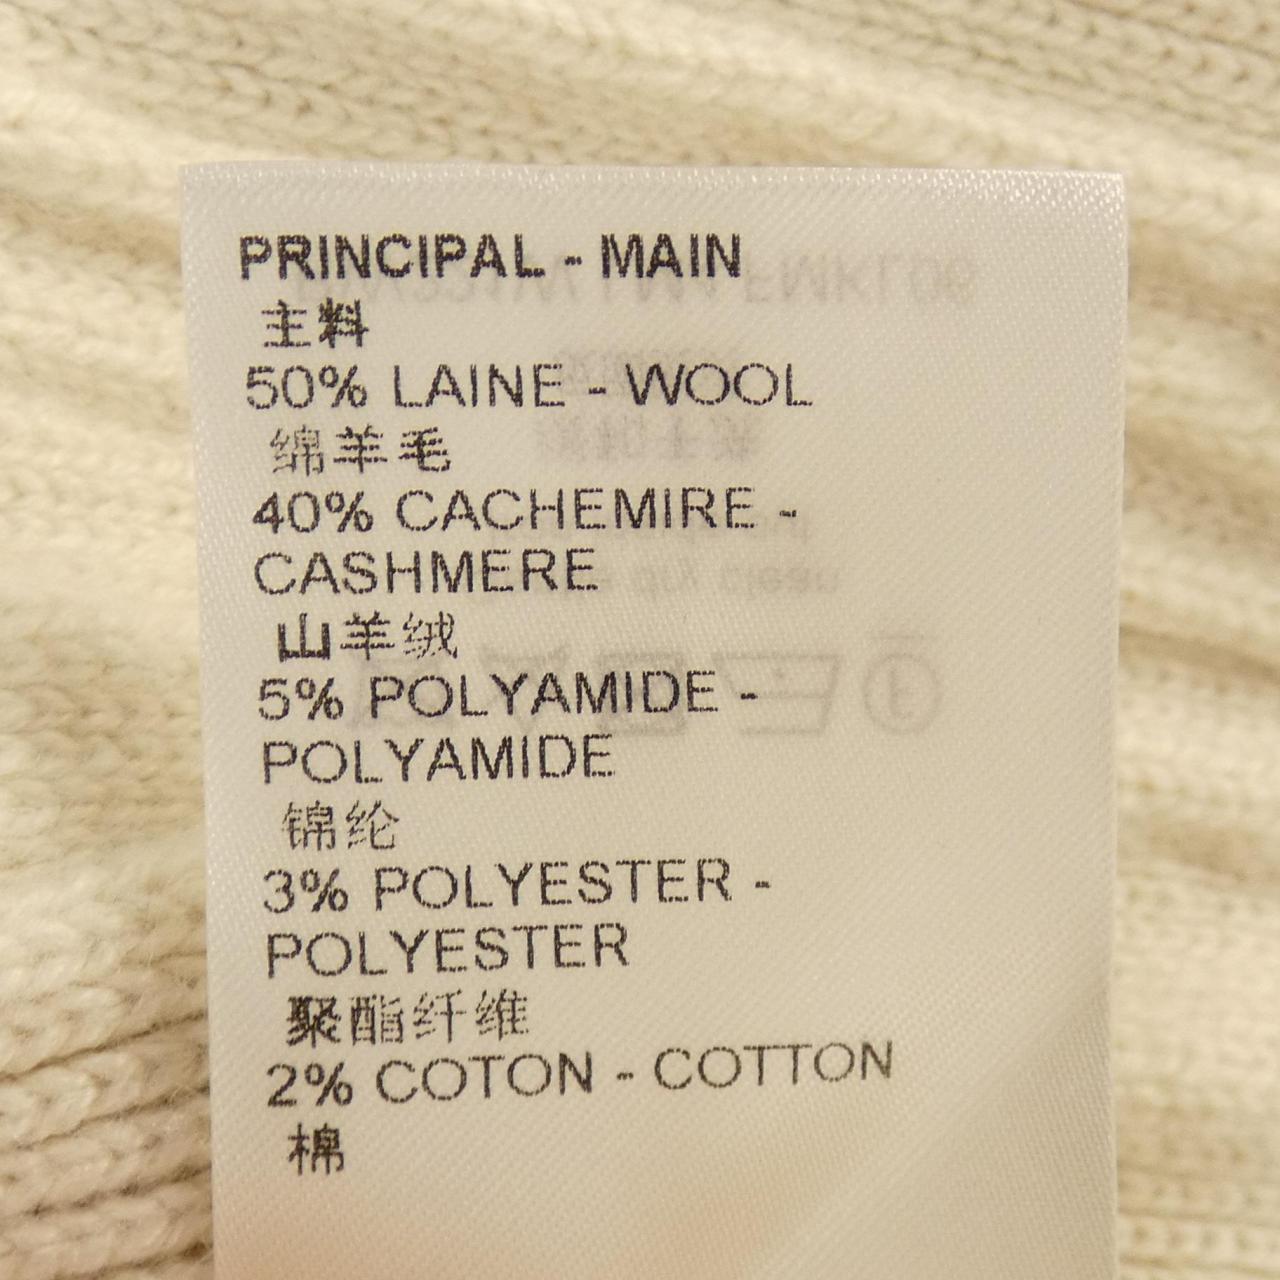 PRINCIPAL - MAIN
主料
50% LAINE - WOOL
绵羊毛
40% CACHEMIRE -
CASHMERE
山羊绒
5% POLYAMIDE -
POLYAMIDE
锦纶
3% POLYESTER -
POLYESTER
聚酯纤维
2% COTON - COTTON
棉